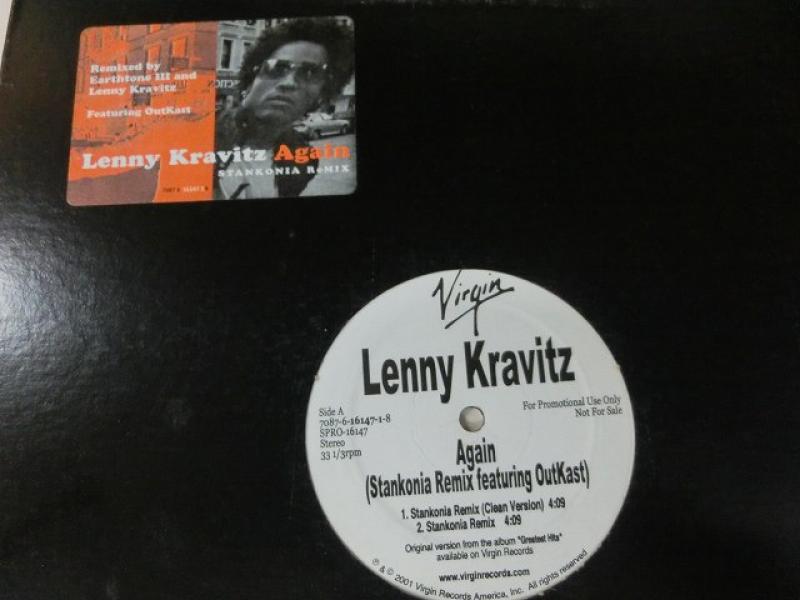 Remixed by
Earthtone III and
Lenny Kravitz
Featuring OutKast
Lenny Kravitz Again
STANKONIA ReMIX
Virgin
Lenny Kravitz
Side A
7087-6-16147-1-8
SPRO-16147
Stereo
33 1/3rpm
For Promotional Use Only
Not For Sale
Again
(Stankonia Remix featuring OutKast)
1. Stankonia Remix (Clean Version) 4:09
2. Stankonia Remix 4:09
Original version from the album "Greatest Hits"
available on Virgin Records
www.virginrecords.com
℗ & © 2001 Virgin Records America, Inc. All rights reserved